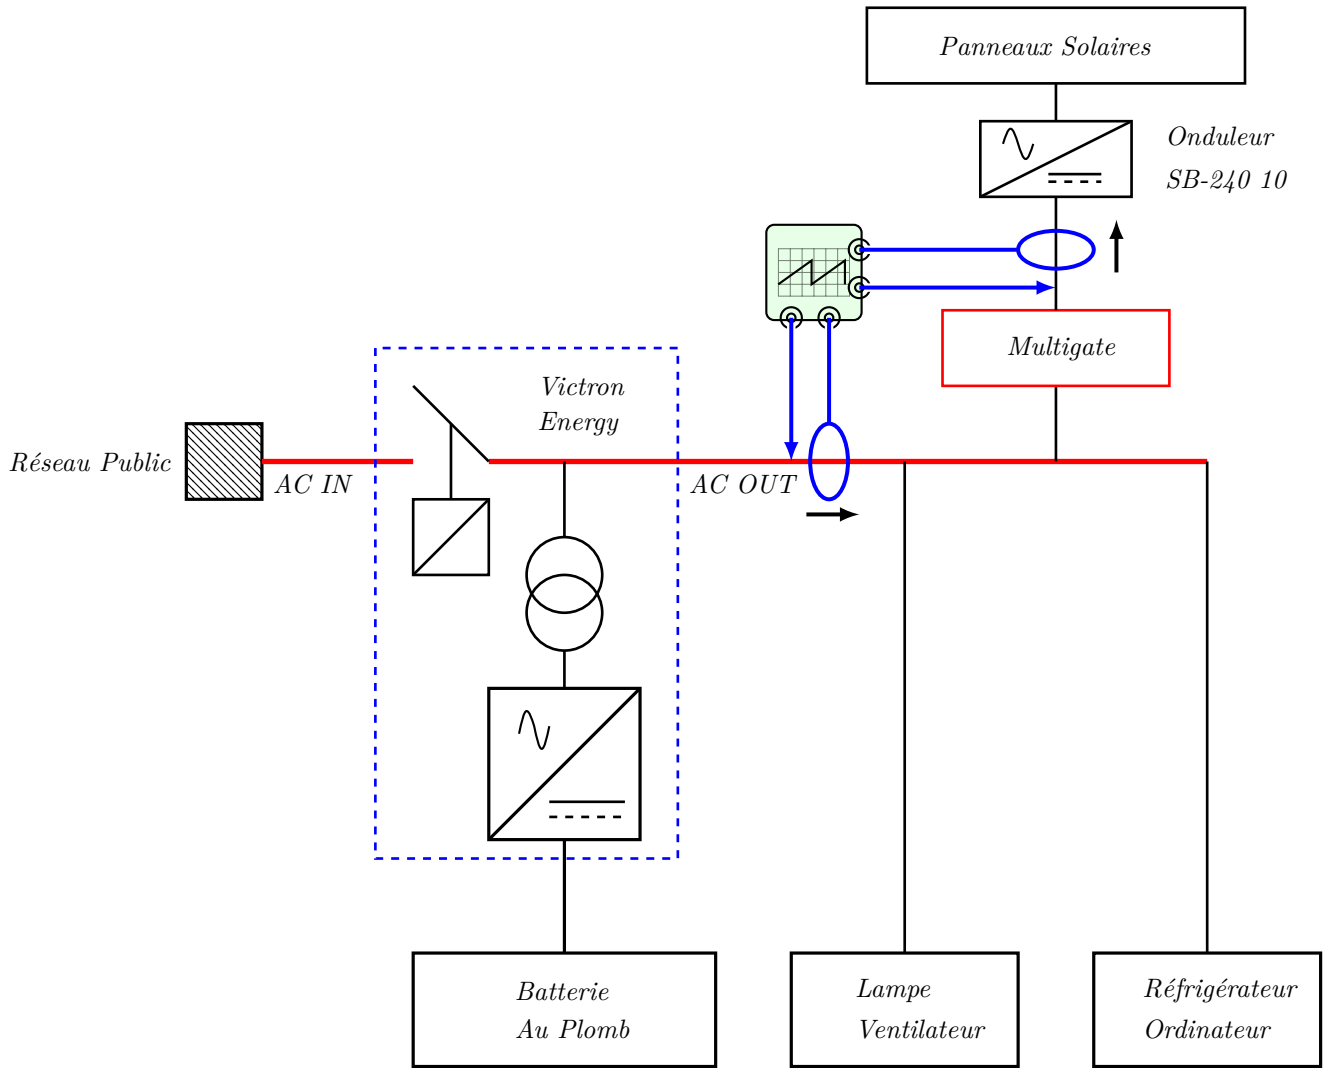 Panneaux Solaires
Onduleur
SB-240 10
Multigate
Victron
Energy
Réseau Public
AC IN
AC OUT
Batterie
Au Plomb
Lampe
Ventilateur
Réfrigérateur
Ordinateur